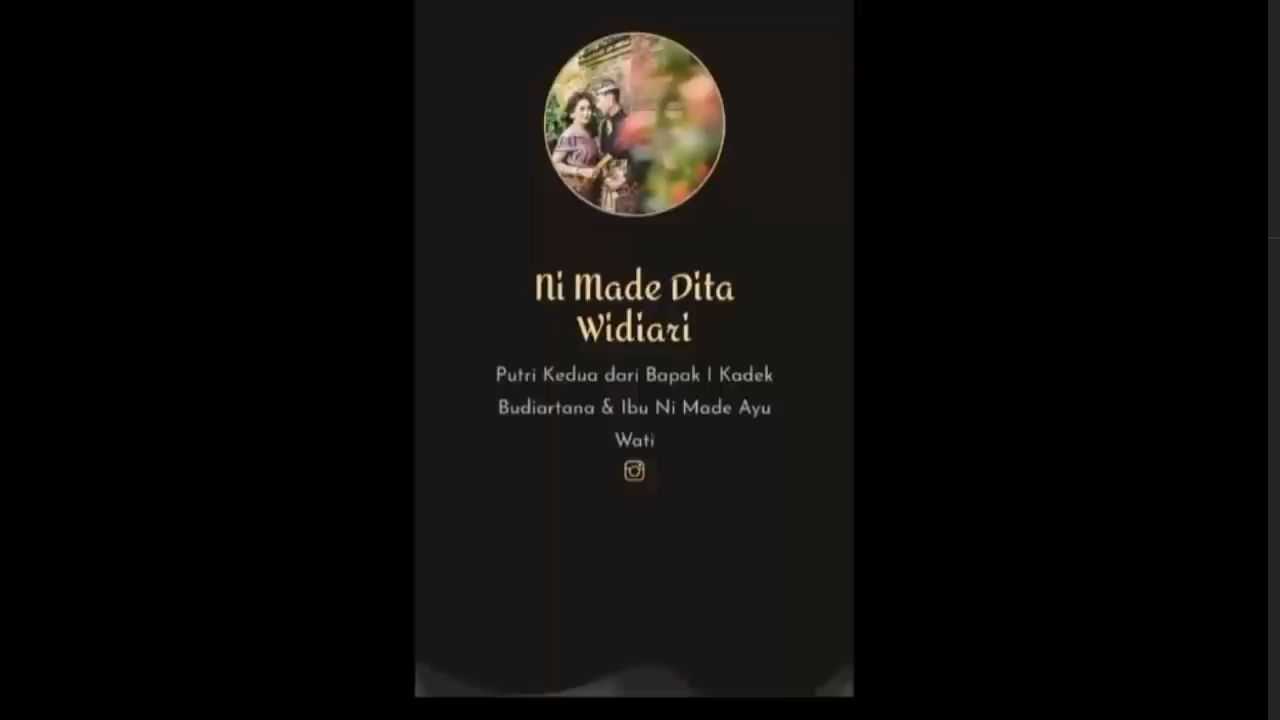 Ni Made Dita
Widiari
Putri Kedua dari Bapak I Kadek
Budiartana & Ibu Ni Made Ayu
Wati